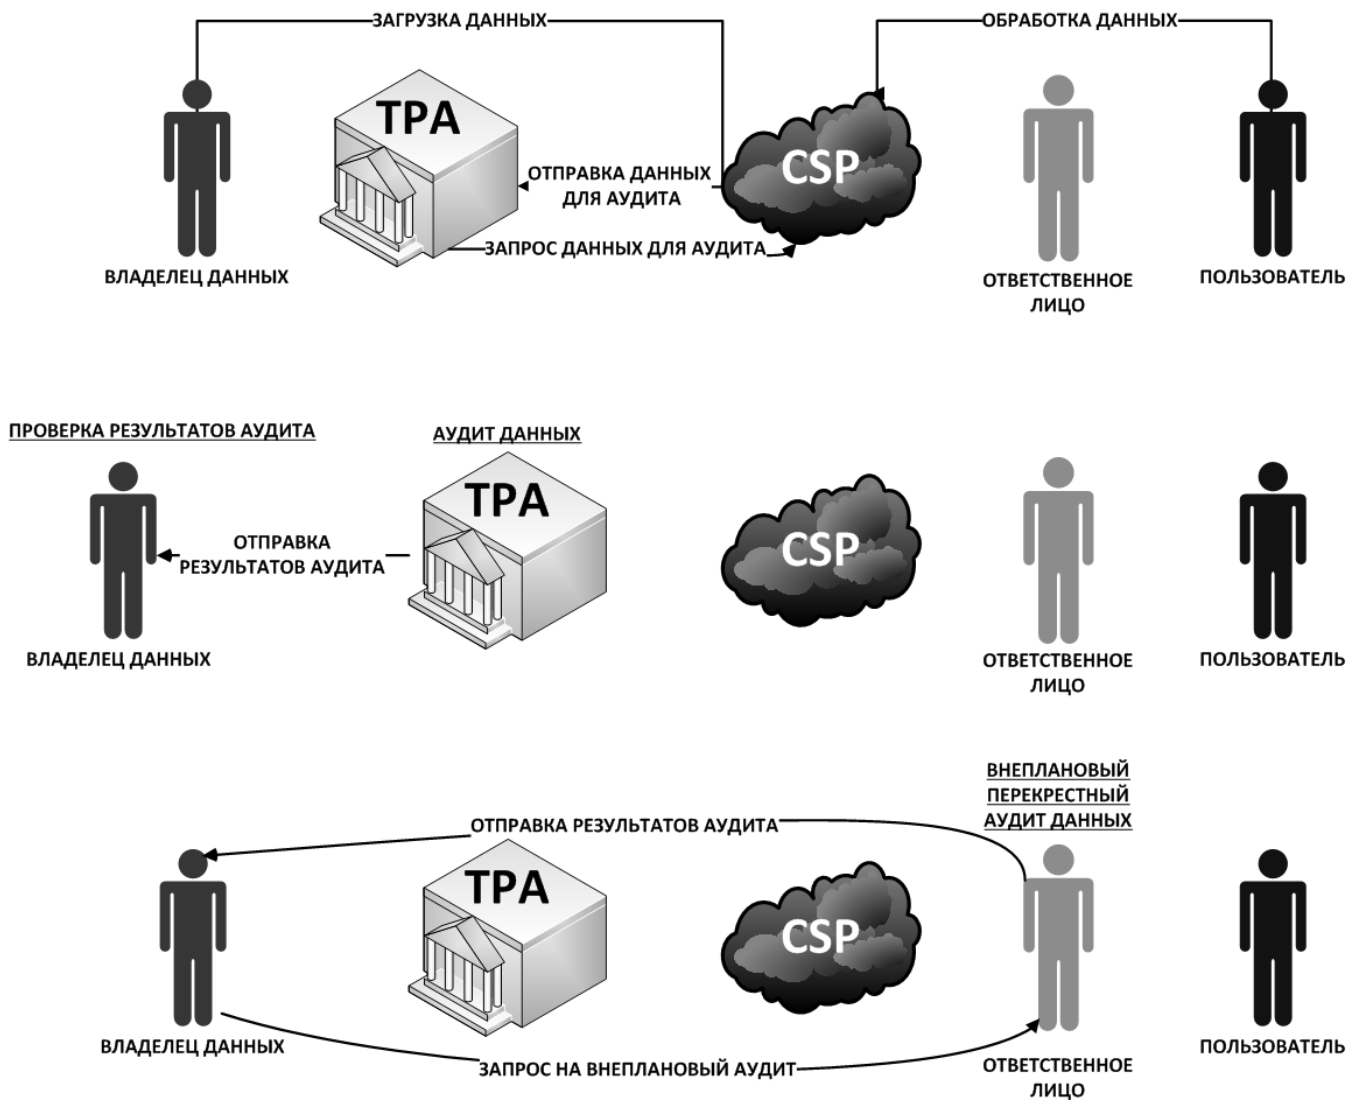 ЗАГРУЗКА ДАННЫХ
ОБРАБОТКА ДАННЫХ
TPA
CSP
ОТПРАВКА ДАННЫХ
ДЛЯ АУДИТА
ЗАПРОС ДАННЫХ ДЛЯ АУДИТА
ВЛАДЕЛЕЦ ДАННЫХ
ОТВЕТСТВЕННОЕ
ЛИЦО
ПОЛЬЗОВАТЕЛЬ
ПРОВЕРКА РЕЗУЛЬТАТОВ АУДИТА
АУДИТ ДАННЫХ
TPA
CSP
ОТПРАВКА
РЕЗУЛЬТАТОВ АУДИТА
ВЛАДЕЛЕЦ ДАННЫХ
ОТВЕТСТВЕННОЕ
ЛИЦО
ПОЛЬЗОВАТЕЛЬ
ВНЕПЛАНОВЫЙ
ПЕРЕКРЕСТНЫЙ
АУДИТ ДАННЫХ
ОТПРАВКА РЕЗУЛЬТАТОВ АУДИТА
TPA
CSP
ВЛАДЕЛЕЦ ДАННЫХ
ЗАПРОС НА ВНЕПЛАНОВЫЙ АУДИТ
ОТВЕТСТВЕННОЕ
ЛИЦО
ПОЛЬЗОВАТЕЛЬ